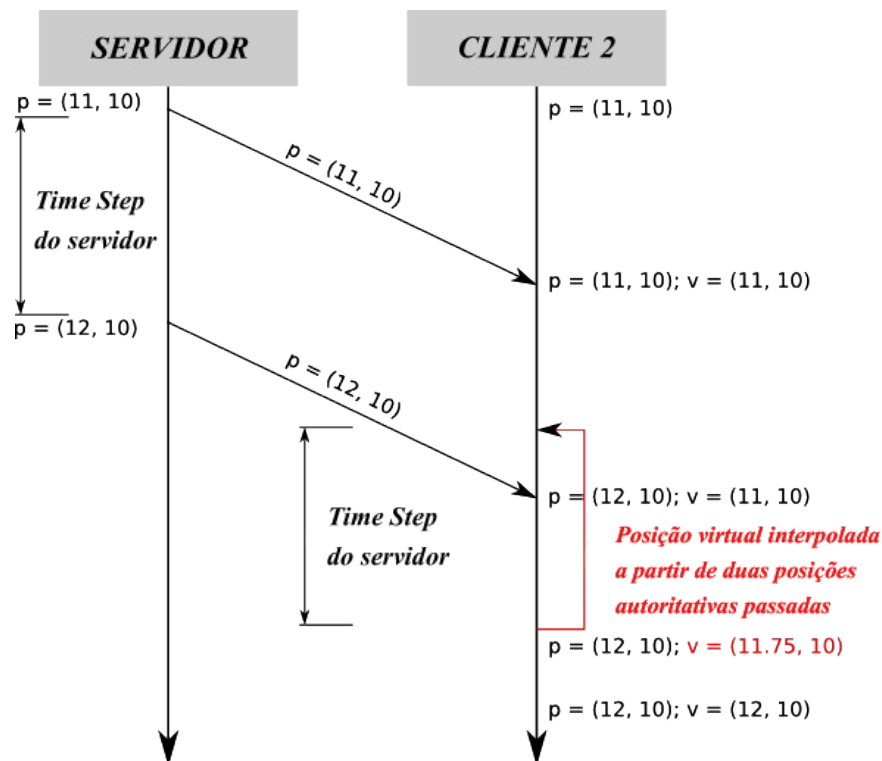 SERVIDOR
CLIENTE 2
p = (11, 10)
p = (11, 10)
p = (11, 10)
Time Step
do servidor
p = (11, 10); v = (11, 10)
p = (12, 10)
p = (12, 10)
p = (12, 10); v = (11, 10)
Time Step
do servidor
Posição virtual interpolada
a partir de duas posições
autoritativas passadas
p = (12, 10); v = (11.75, 10)
p = (12, 10); v = (12, 10)